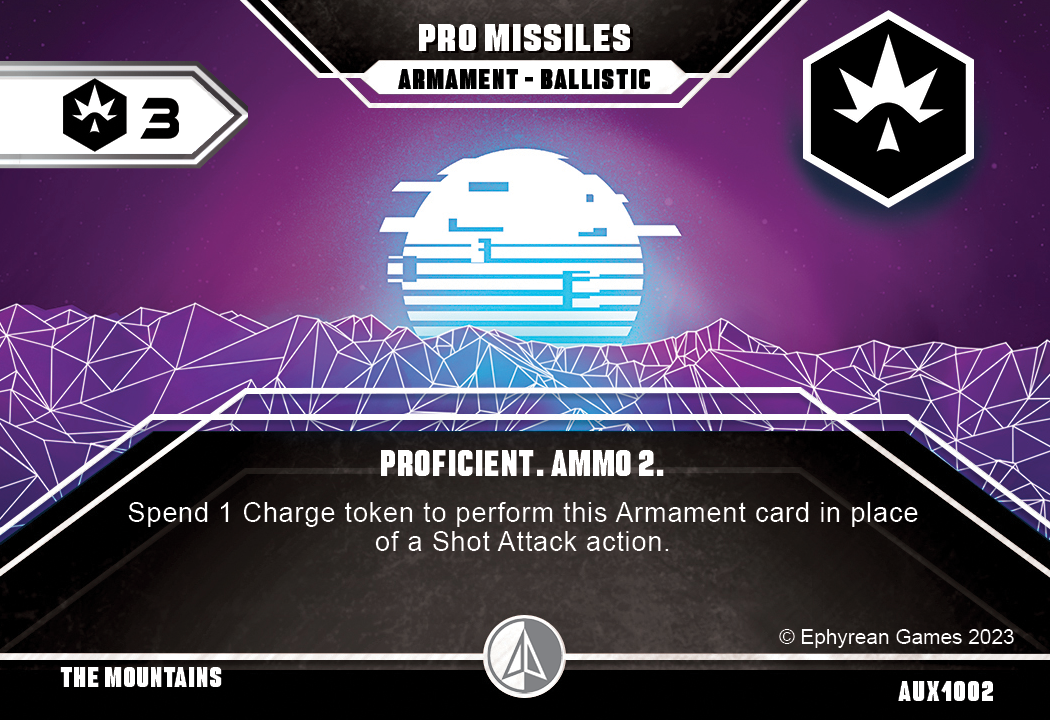 PRO MISSILES
ARMAMENT - BALLISTIC
3
PROFICIENT. AMMO 2.
Spend 1 Charge token to perform this Armament card in place
of a Shot Attack action.
© Ephyrean Games 2023
THE MOUNTAINS
AUX1002